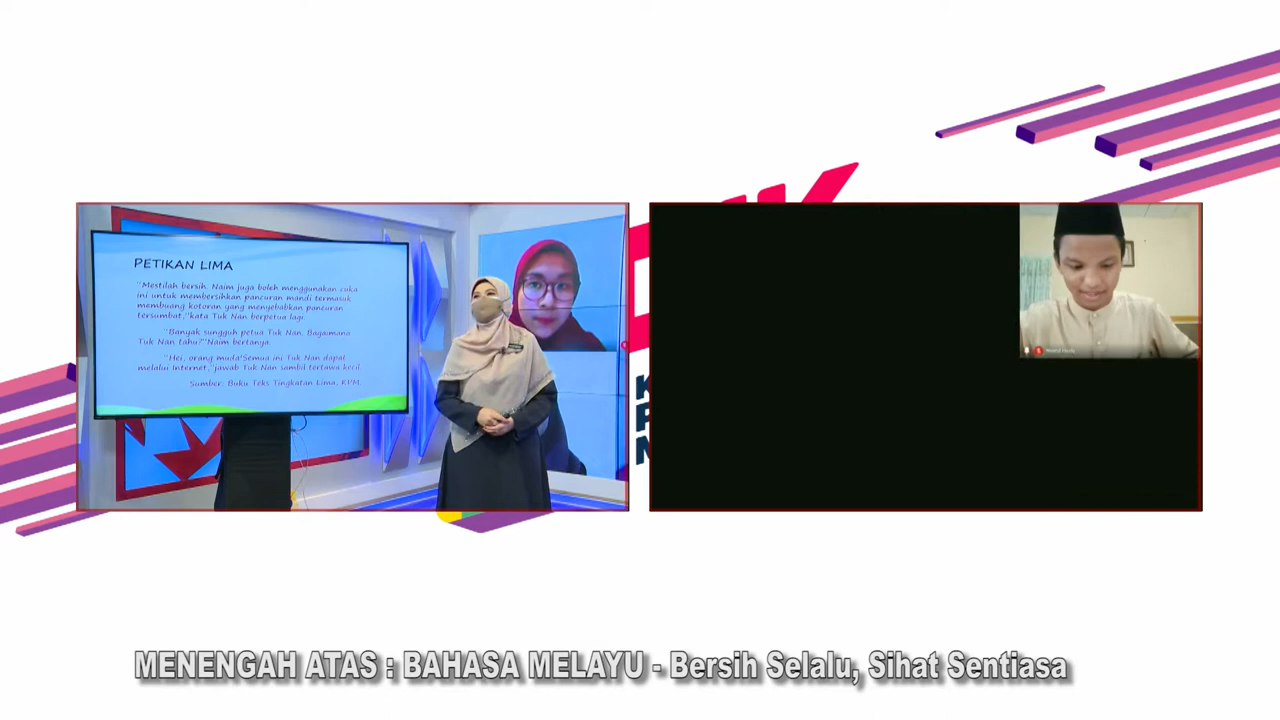 PETIKAN LIMA
"Mestilah bersih. Naim juga boleh menggunakan cuka
ini untuk membersihkan pancuran mandi termasuk
membuang kotoran yang menyebabkan pancuran
tersumbat,"kata Tuk Nan berpetua lagi.
"Banyak sungguh petua Tuk Nan. Bagaimana
Tuk Nan tahu?"Naim bertanya.
"Hei, orang muda!Semua ini Tuk Nan dapat
melalui Internet,"jawab Tuk Nan sambil tertawa kecil.
Sumber: Buku Teks Tingkatan Lima, KPM.
MENENGAH ATAS : BAHASA MELAYU - Bersih Selalu, Sihat Sentiasa